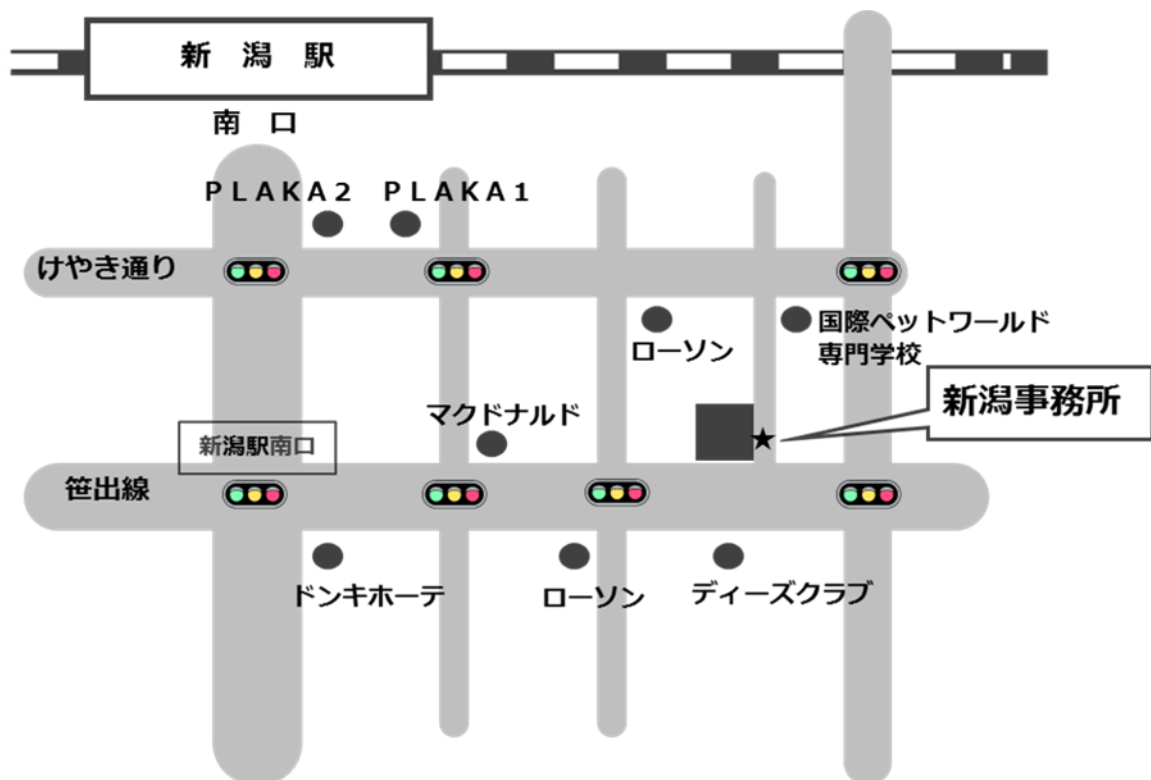 新 潟 駅
南 口
ＰＬＡＫＡ２
ＰＬＡＫＡ１
けやき通り
国際ペットワールド
専門学校
ローソン
新潟事務所
マクドナルド
新潟駅南口
笹出線
ドンキホーテ
ローソン
ディーズクラブ